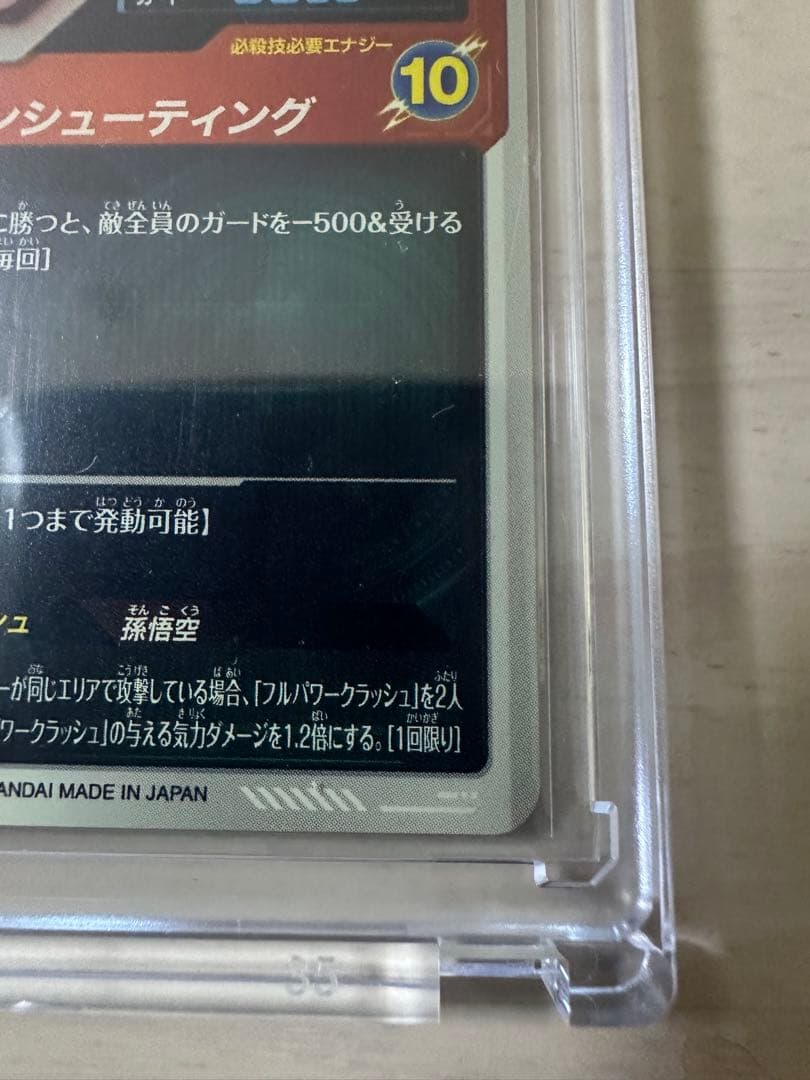 ガ
必殺技必要エナジー
10
ンシューティング
に勝つと、敵全員のガードを-500&受ける
毎回]
1つまで発動可能】
シュ
孫悟空
ーが同じエリアで攻撃している場合、「フルパワークラッシュ」を2人
ワークラッシュ」の与える気力ダメージを1.2倍にする。[1回限り]
ANDAI MADE IN JAPAN
35